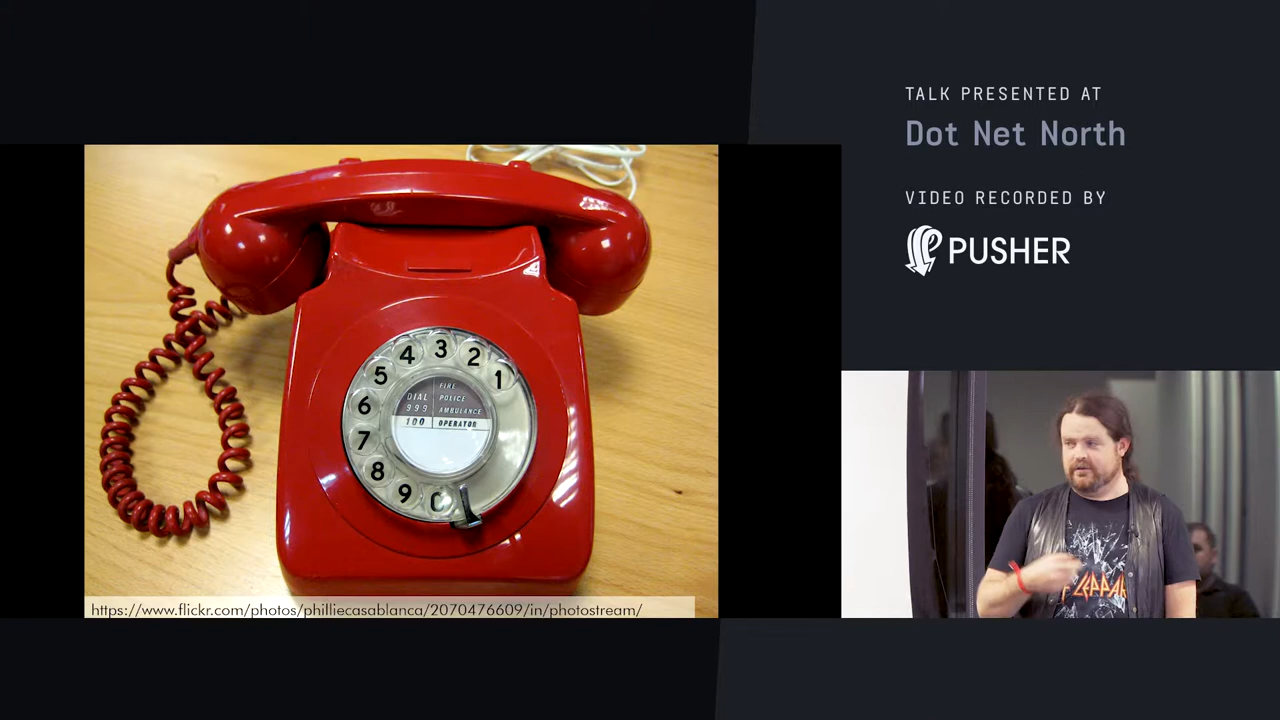 TALK PRESENTED AT
Dot Net North
VIDEO RECORDED BY
PUSHER
3
4
2
5
1
6
7
8
9
0
FIRE
DIAL POLICE
999 AMBULANCE
100 OPERATOR
https://www.flickr.com/photos/philliecasablanca/2070476609/in/photostream/
LEPPAR